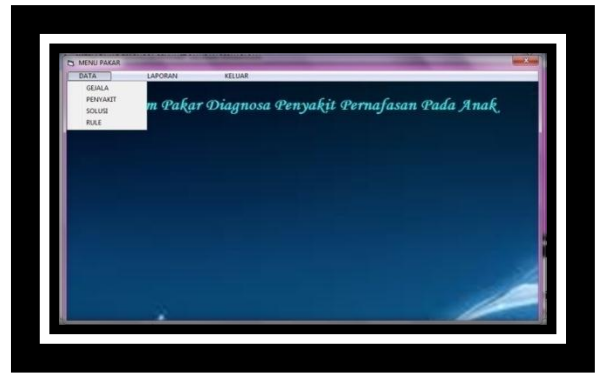 MENU PAKAR
DATA LAPORAN KELUAR
GEJALA
PENYAKIT
SOLUSI
RULE
m Pakar Diagnosa Penyakit Pernafasan Pada Anak